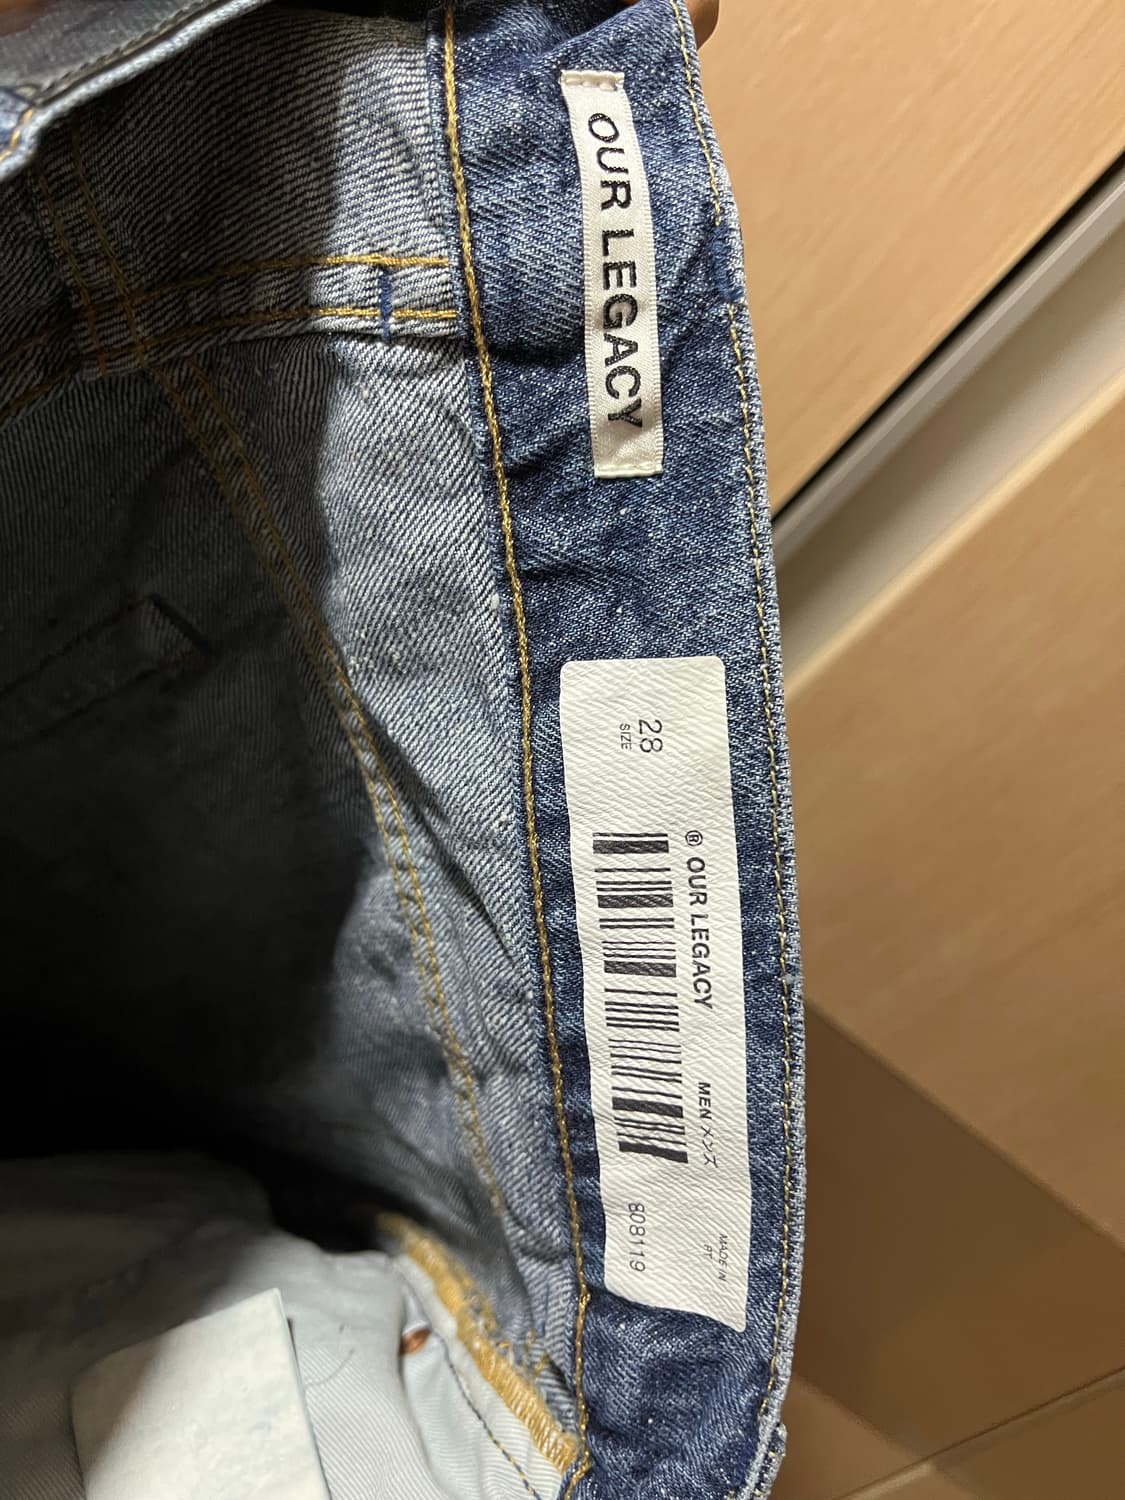 OUR LEGACY
28
SIZE
® OUR LEGACY
MEN メンズ
808119
MADE IN
PT